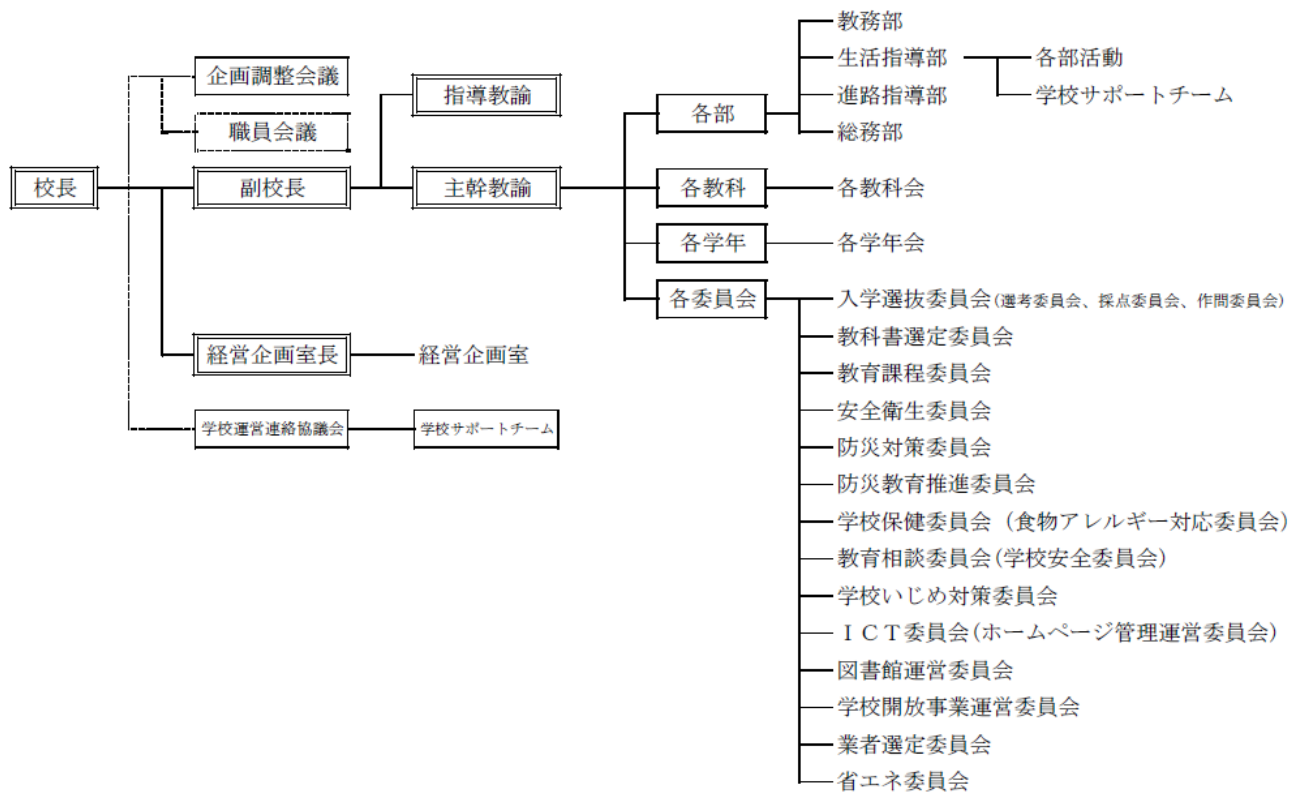 教務部
生活指導部
各部活動
進路指導部
学校サポートチーム
総務部
企画調整会議
指導教諭
各部
職員会議
校長
副校長
主幹教諭
各教科
各教科会
各学年
各学年会
各委員会
入学選抜委員会(選考委員会、採点委員会、作問委員会)
教科書選定委員会
経営企画室長
経営企画室
教育課程委員会
安全衛生委員会
学校運営連絡協議会
学校サポートチーム
防災対策委員会
防災教育推進委員会
学校保健委員会（食物アレルギー対応委員会）
教育相談委員会(学校安全委員会)
学校いじめ対策委員会
ＩＣＴ委員会(ホームページ管理運営委員会)
図書館運営委員会
学校開放事業運営委員会
業者選定委員会
省エネ委員会